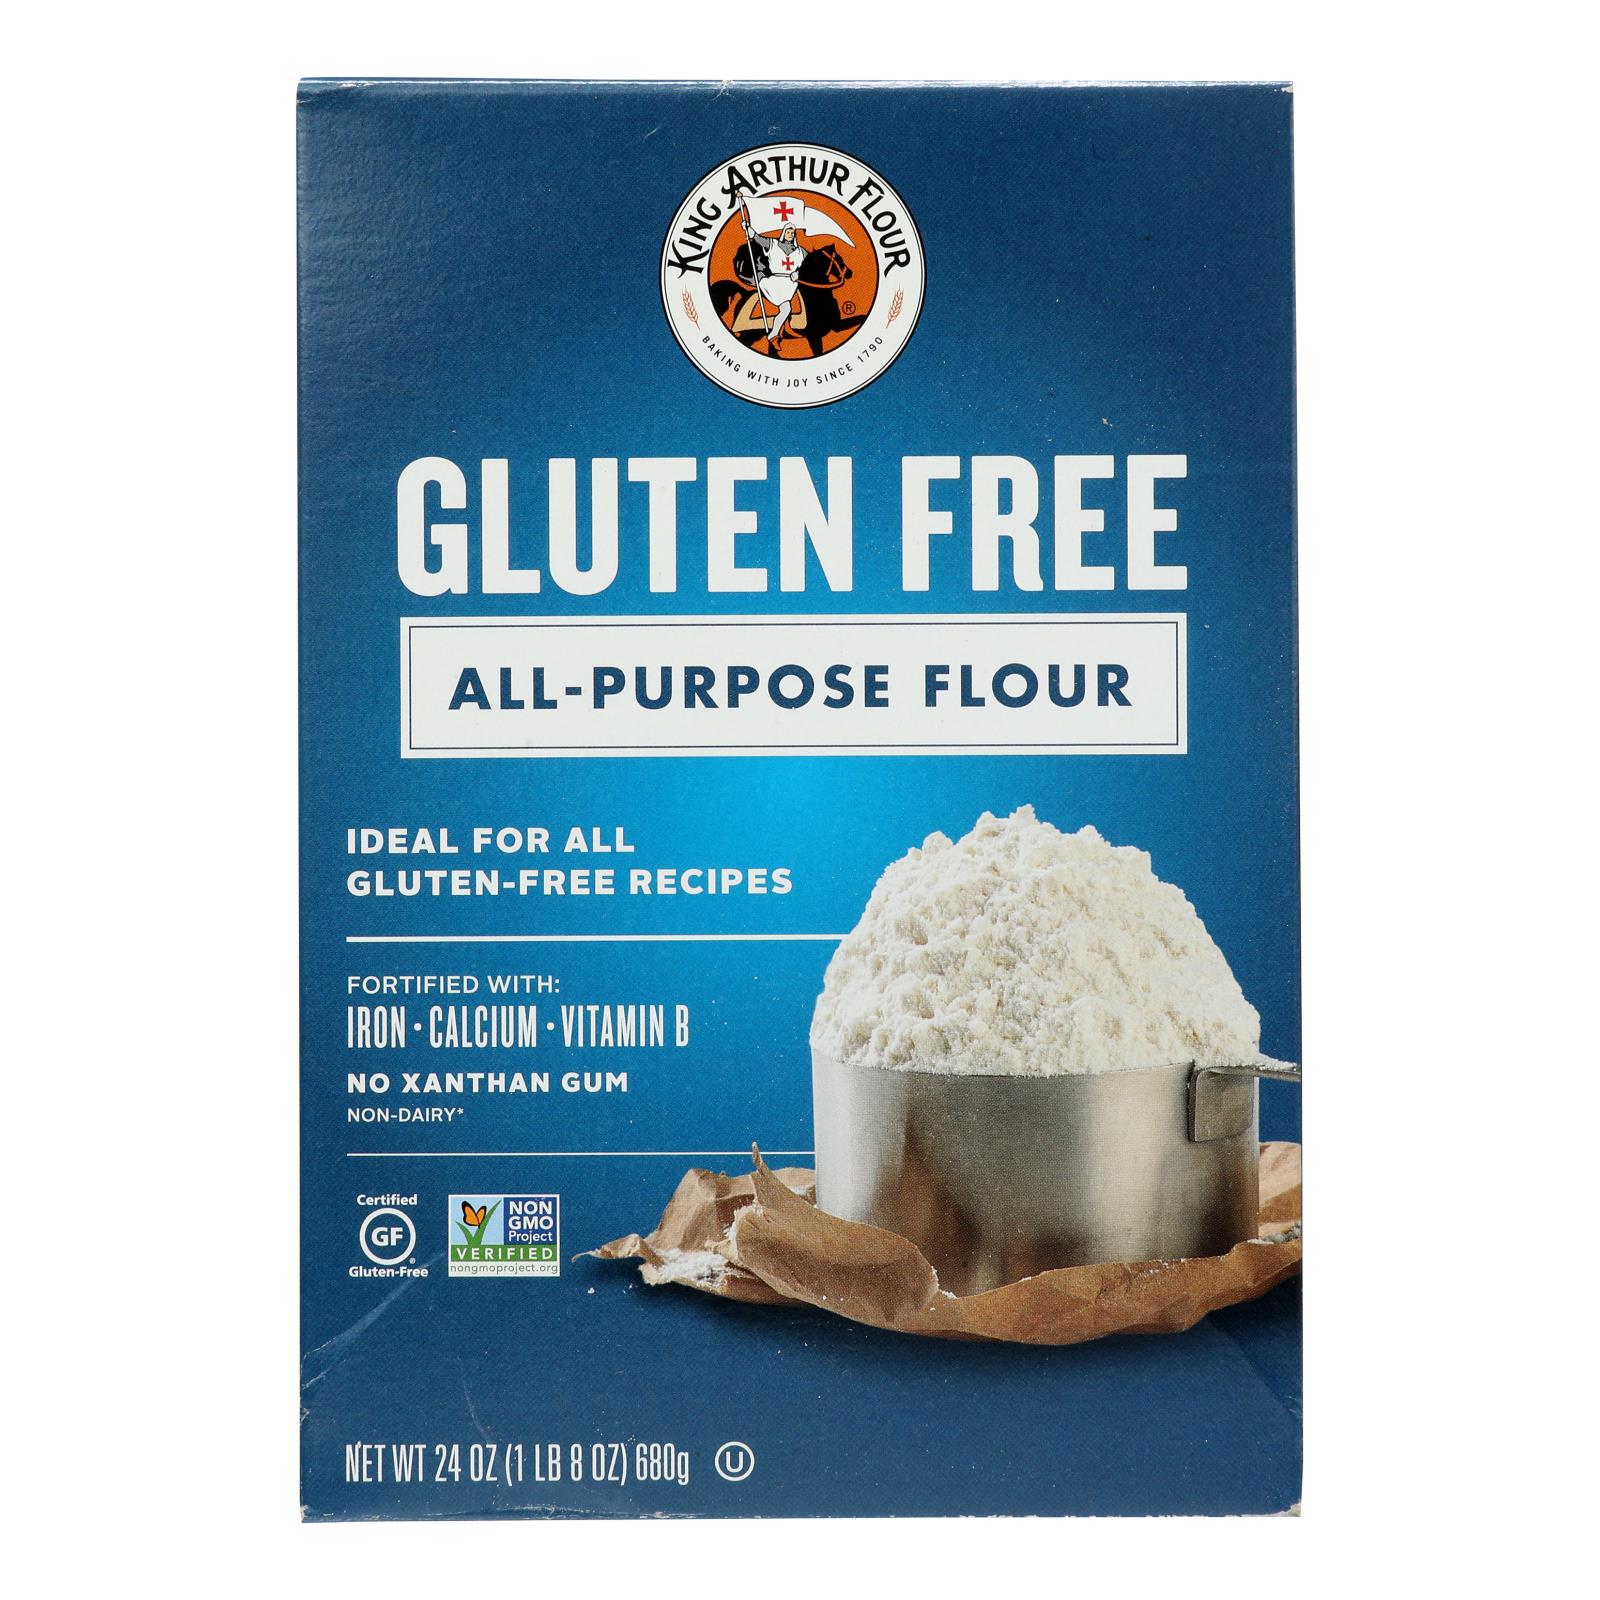 KING ARTHUR FLOUR
®
BAKING WITH JOY SINCE 1790
GLUTEN FREE
ALL-PURPOSE FLOUR
IDEAL FOR ALL
GLUTEN-FREE RECIPES
FORTIFIED WITH:
IRON • CALCIUM • VITAMIN B
NO XANTHAN GUM
NON-DAIRY*
Certified
GF
®
Gluten-Free
NON
GMO
Project
VERIFIED
nongmoproject.org
NET WT 24 OZ (1 LB 8 OZ) 680g
U